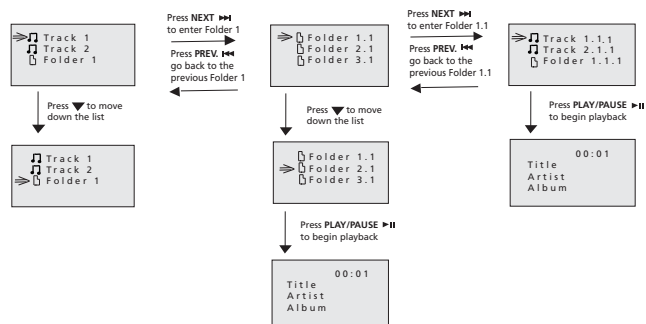 Track 1
Track 2
Folder 1
Press NEXT
to enter Folder 1
Press PREV.
go back to the
previous Folder 1
Folder 1.1
Folder 2.1
Folder 3.1
Press NEXT
to enter Folder 1.1
Press PREV.
go back to the
previous Folder 1.1
Track 1.1.1
Track 2.1.1
Folder 1.1.1
Press to move
down the list
Press to move
down the list
Press PLAY/PAUSE
to begin playback
Track 1
Track 2
Folder 1
Folder 1.1
Folder 2.1
Folder 3.1
00:01
Title
Artist
Album
Press PLAY/PAUSE
to begin playback
00:01
Title
Artist
Album